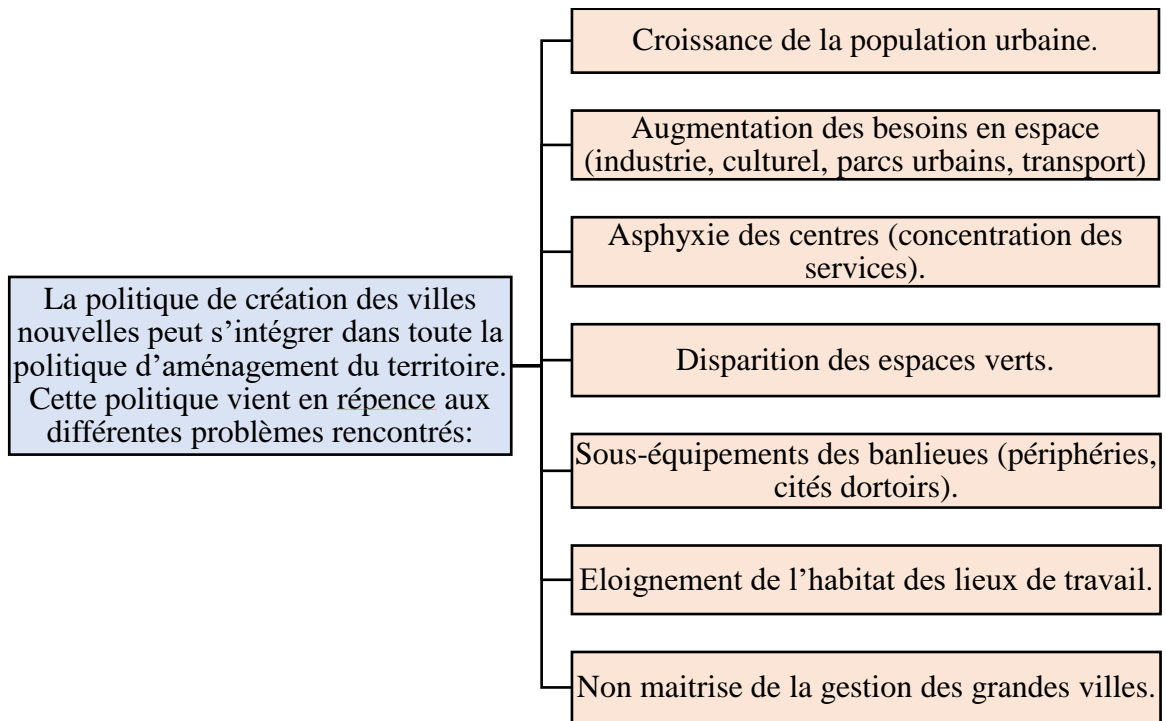 La politique de création des villes
nouvelles peut s’intégrer dans toute la
politique d’aménagement du territoire.
Cette politique vient en répence aux
différentes problèmes rencontrés:
Croissance de la population urbaine.
Augmentation des besoins en espace
(industrie, culturel, parcs urbains, transport)
Asphyxie des centres (concentration des
services).
Disparition des espaces verts.
Sous-équipements des banlieues (périphéries,
cités dortoirs).
Eloignement de l’habitat des lieux de travail.
Non maitrise de la gestion des grandes villes.